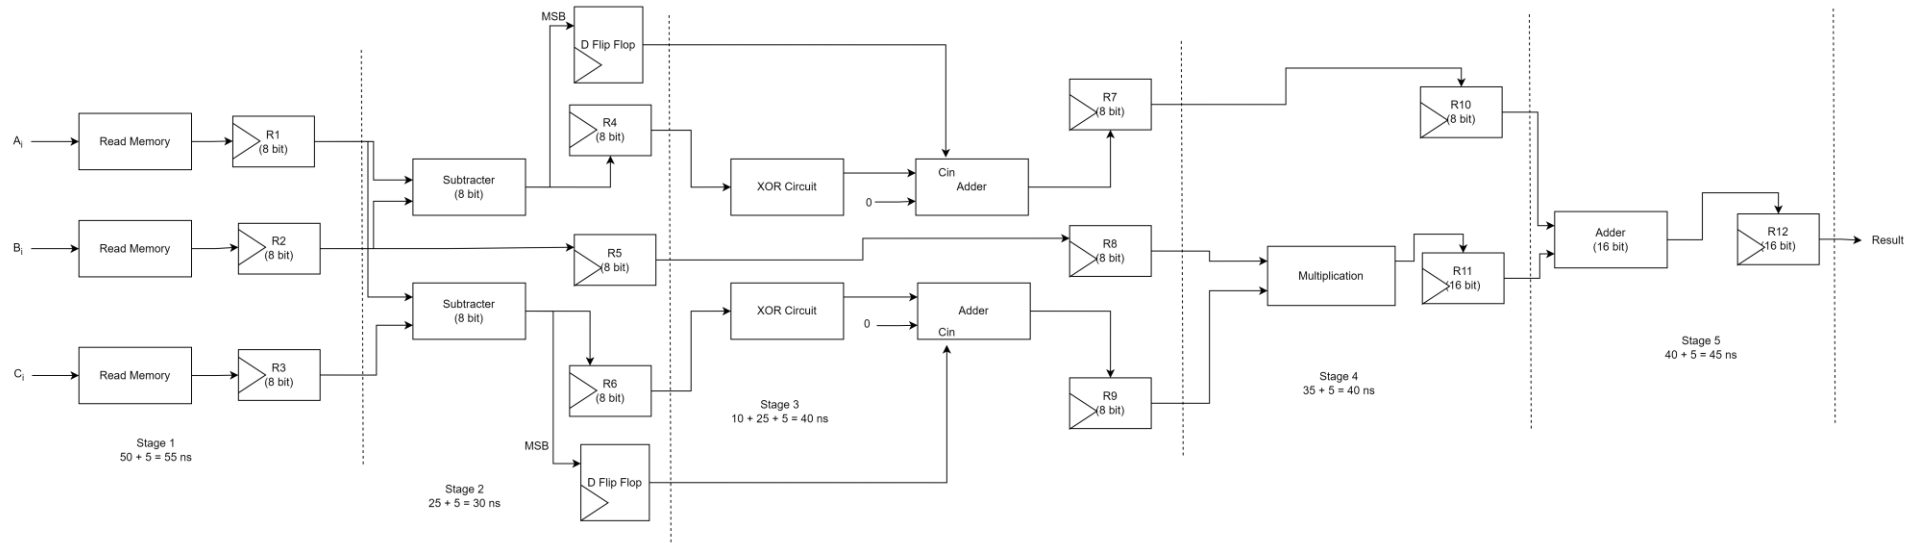 MSB
D Flip Flop
Ai
Read Memory
R1
(8 bit)
R4
(8 bit)
Subtracter
(8 bit)
XOR Circuit
Cin
Adder
0
R7
(8 bit)
R10
(8 bit)
Bi
Read Memory
R2
(8 bit)
R5
(8 bit)
R8
(8 bit)
Multiplication
R11
(16 bit)
Adder
(16 bit)
R12
(16 bit)
Result
Subtracter
(8 bit)
XOR Circuit
0
Adder
Cin
Ci
Read Memory
R3
(8 bit)
R6
(8 bit)
R9
(8 bit)
MSB
D Flip Flop
Stage 1
50 + 5 = 55 ns
Stage 2
25 + 5 = 30 ns
Stage 3
10 + 25 + 5 = 40 ns
Stage 4
35 + 5 = 40 ns
Stage 5
40 + 5 = 45 ns